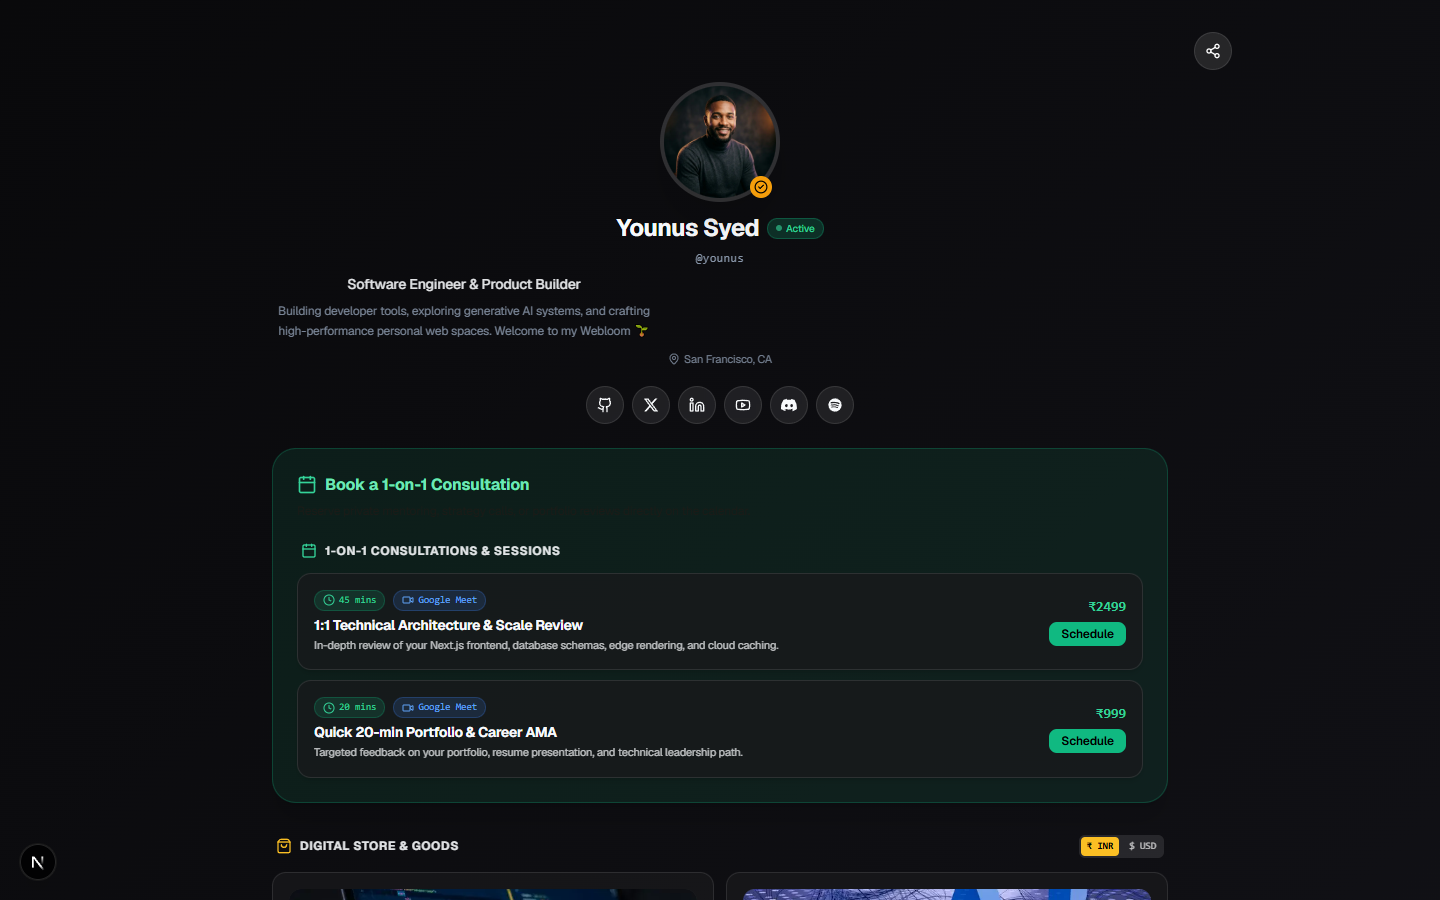 Younus Syed
Active
@younus
Software Engineer & Product Builder
Building developer tools, exploring generative AI systems, and crafting
high-performance personal web spaces. Welcome to my Webloom
San Francisco, CA
Book a 1-on-1 Consultation
1-ON-1 CONSULTATIONS & SESSIONS
45 mins
Google Meet
1:1 Technical Architecture & Scale Review
In-depth review of your Next.js frontend, database schemas, edge rendering, and cloud caching.
₹2499
Schedule
20 mins
Google Meet
Quick 20-min Portfolio & Career AMA
Targeted feedback on your portfolio, resume presentation, and technical leadership path.
₹999
Schedule
DIGITAL STORE & GOODS
₹ INR
$ USD
N